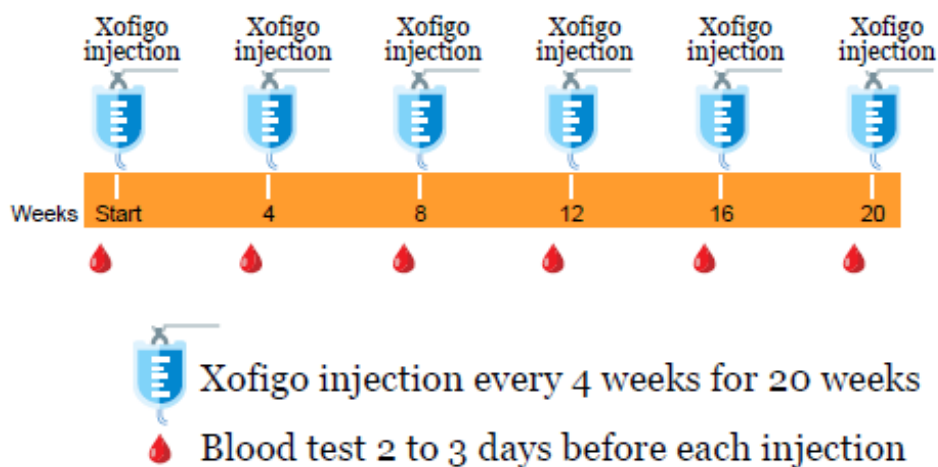 Xofigo injection Xofigo injection Xofigo injection Xofigo injection Xofigo injection Xofigo injection
Weeks Start 4 8 12 16 20
Xofigo injection every 4 weeks for 20 weeks
Blood test 2 to 3 days before each injection